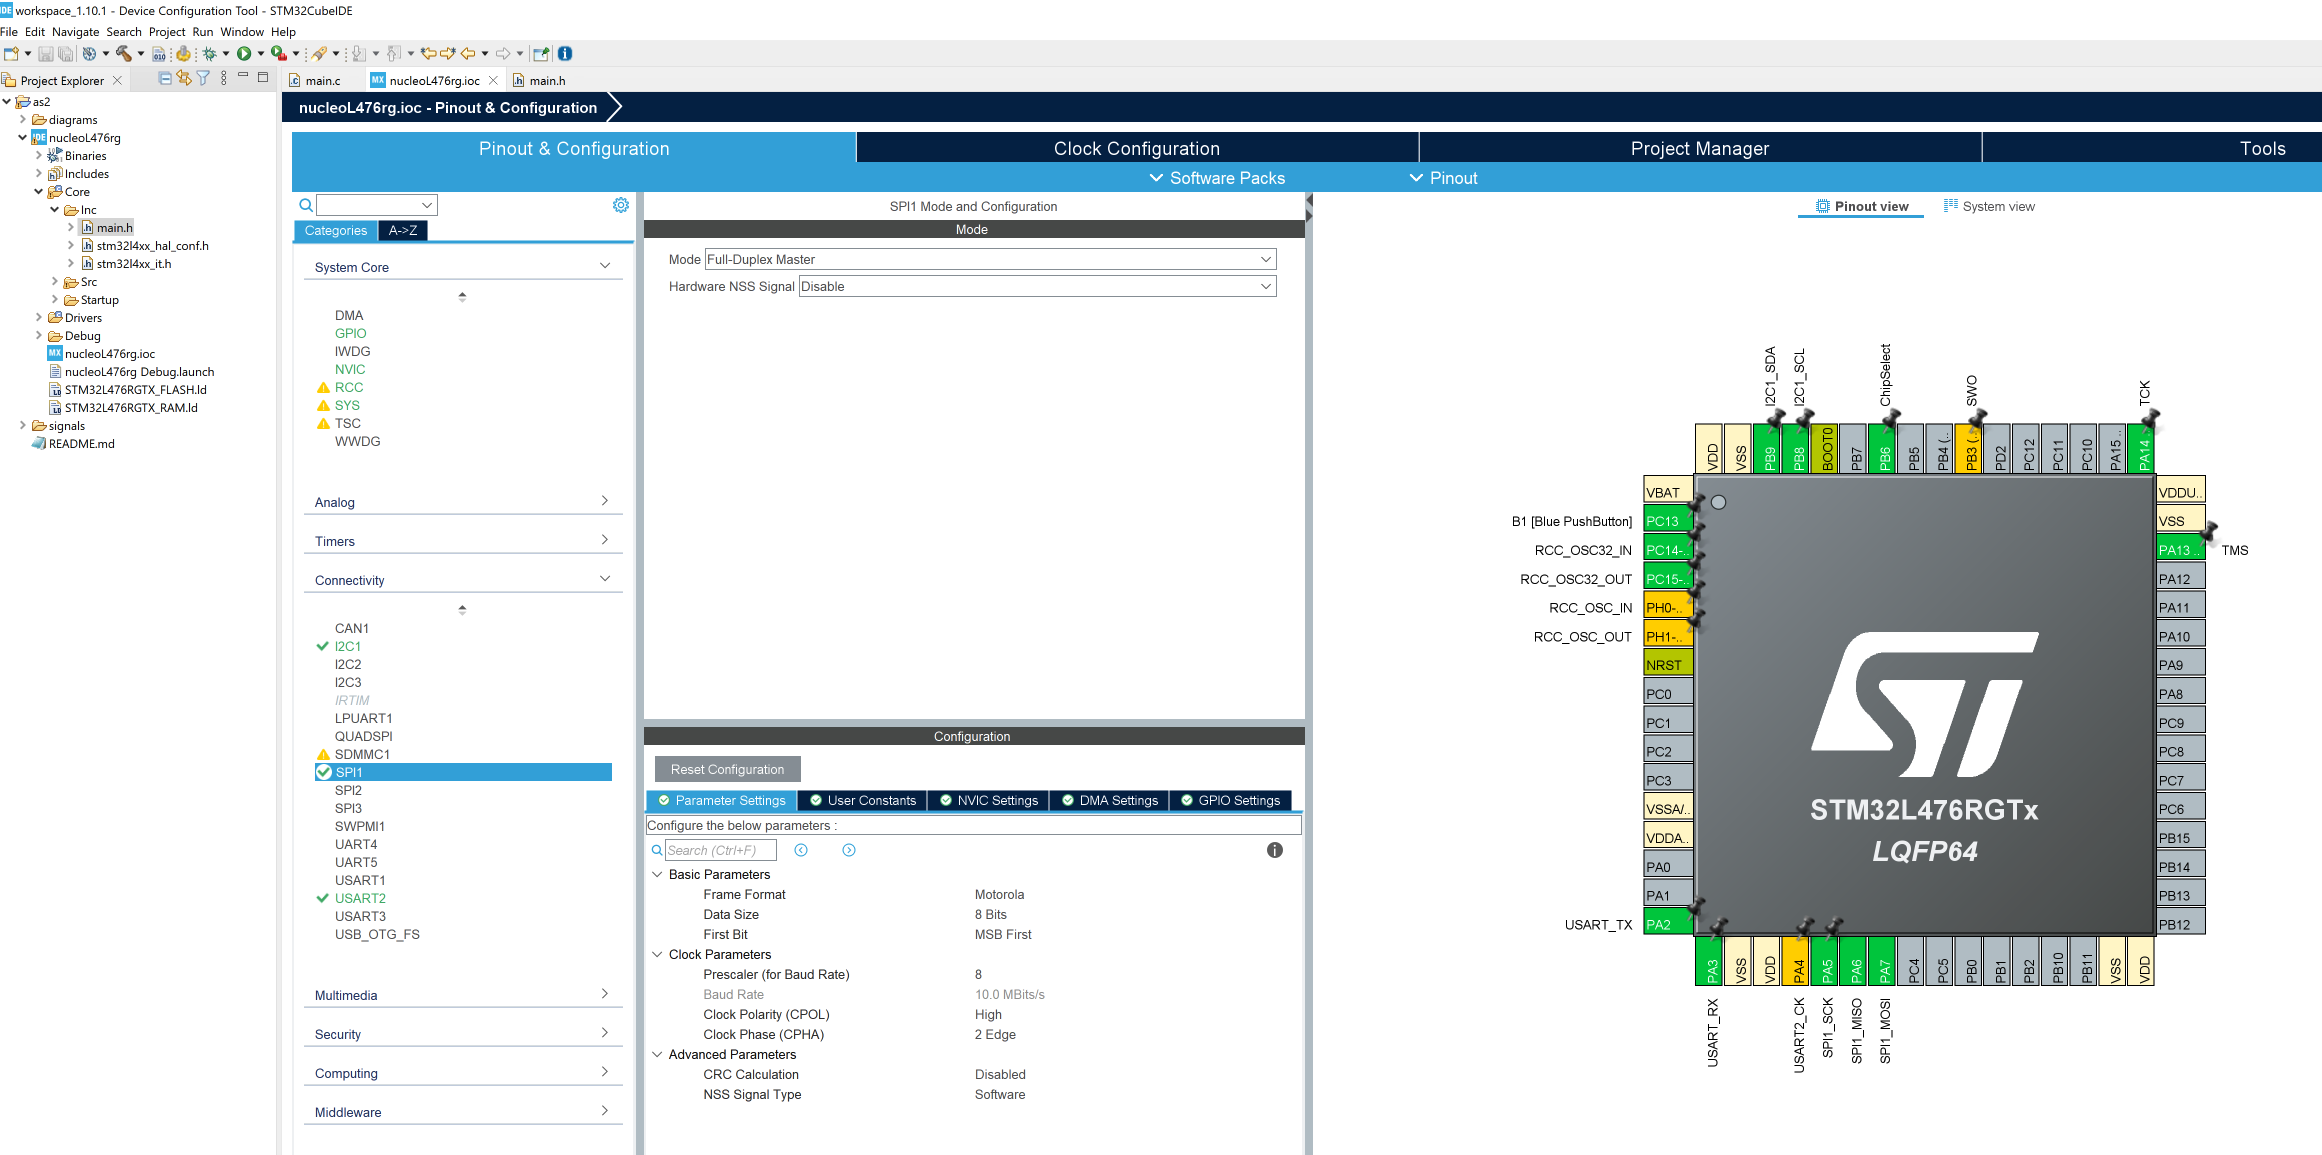 workspace_1.10.1 - Device Configuration Tool - STM32CubeIDE
File Edit Navigate Search Project Run Window Help
Project Explorer
main.c
nucleoL476rg.ioc
main.h
as2
diagrams
nucleoL476rg
Binaries
Includes
Core
Inc
main.h
stm32l4xx_hal_conf.h
stm32l4xx_it.h
Src
Startup
Drivers
Debug
nucleoL476rg.ioc
nucleoL476rg Debug.launch
STM32L476RGTX_FLASH.ld
STM32L476RGTX_RAM.ld
signals
README.md
nucleoL476rg.ioc - Pinout & Configuration
Pinout & Configuration
Clock Configuration
Project Manager
Tools
Software Packs
Pinout
Categories
A->Z
System Core
DMA
GPIO
IWDG
NVIC
RCC
SYS
TSC
WWDG
Analog
Timers
Connectivity
CAN1
I2C1
I2C2
I2C3
IRTIM
LPUART1
QUADSPI
SDMMC1
SPI1
SPI2
SPI3
SWPMI1
UART4
UART5
USART1
USART2
USART3
USB_OTG_FS
Multimedia
Security
Computing
Middleware
SPI1 Mode and Configuration
Mode
Mode Full-Duplex Master
Hardware NSS Signal Disable
Configuration
Reset Configuration
Parameter Settings
User Constants
NVIC Settings
DMA Settings
GPIO Settings
Configure the below parameters :
Search (Ctrl+F)
Basic Parameters
Frame Format Motorola
Data Size 8 Bits
First Bit MSB First
Clock Parameters
Prescaler (for Baud Rate) 8
Baud Rate 10.0 MBits/s
Clock Polarity (CPOL) High
Clock Phase (CPHA) 2 Edge
Advanced Parameters
CRC Calculation Disabled
NSS Signal Type Software
Pinout view
System view
I2C1_SDA
I2C1_SCL
ChipSelect
SWO
TCK
VDD
VSS
PB9
PB8
BOOT0
PB7
PB6
PB5
PB4 (..
PB3 (..
PD2
PC12
PC11
PC10
PA15 ..
PA14 ..
VBAT
B1 [Blue PushButton] PC13
RCC_OSC32_IN PC14-..
RCC_OSC32_OUT PC15-..
RCC_OSC_IN PH0-..
RCC_OSC_OUT PH1-..
NRST
PC0
PC1
PC2
PC3
VSSA/..
VDDA..
PA0
PA1
USART_TX PA2
STM32L476RGTx
LQFP64
VDDU..
VSS
PA13 .. TMS
PA12
PA11
PA10
PA9
PA8
PC9
PC8
PC7
PC6
PB15
PB14
PB13
PB12
PA3
VSS
VDD
PA4
PA5
PA6
PA7
PC4
PC5
PB0
PB1
PB2
PB10
PB11
VSS
VDD
USART_RX
USART2_CK
SPI1_SCK
SPI1_MISO
SPI1_MOSI